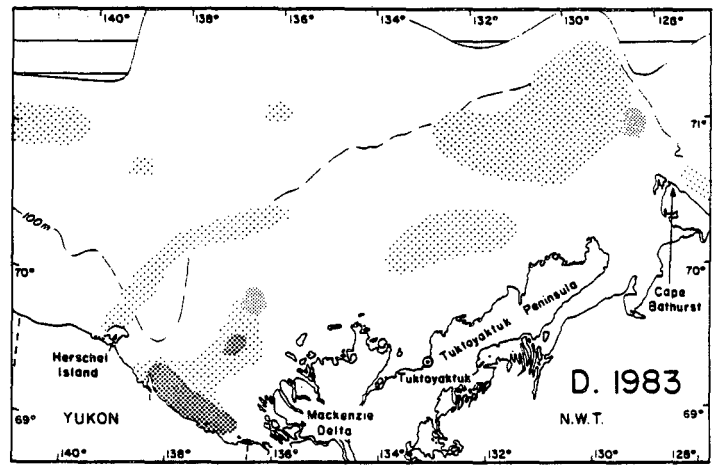 140° 138° 136° 134° 132° 130° 128°
71°
100m
70° 70°
Cape
Bathurst
Tuktoyaktuk Peninsula
Herschel
Island
Tuktoyaktuk
D. 1983
Mackenzie
Delta
69° YUKON N.W.T. 69°
140° 138° 136° 134° 132° 130° 128°